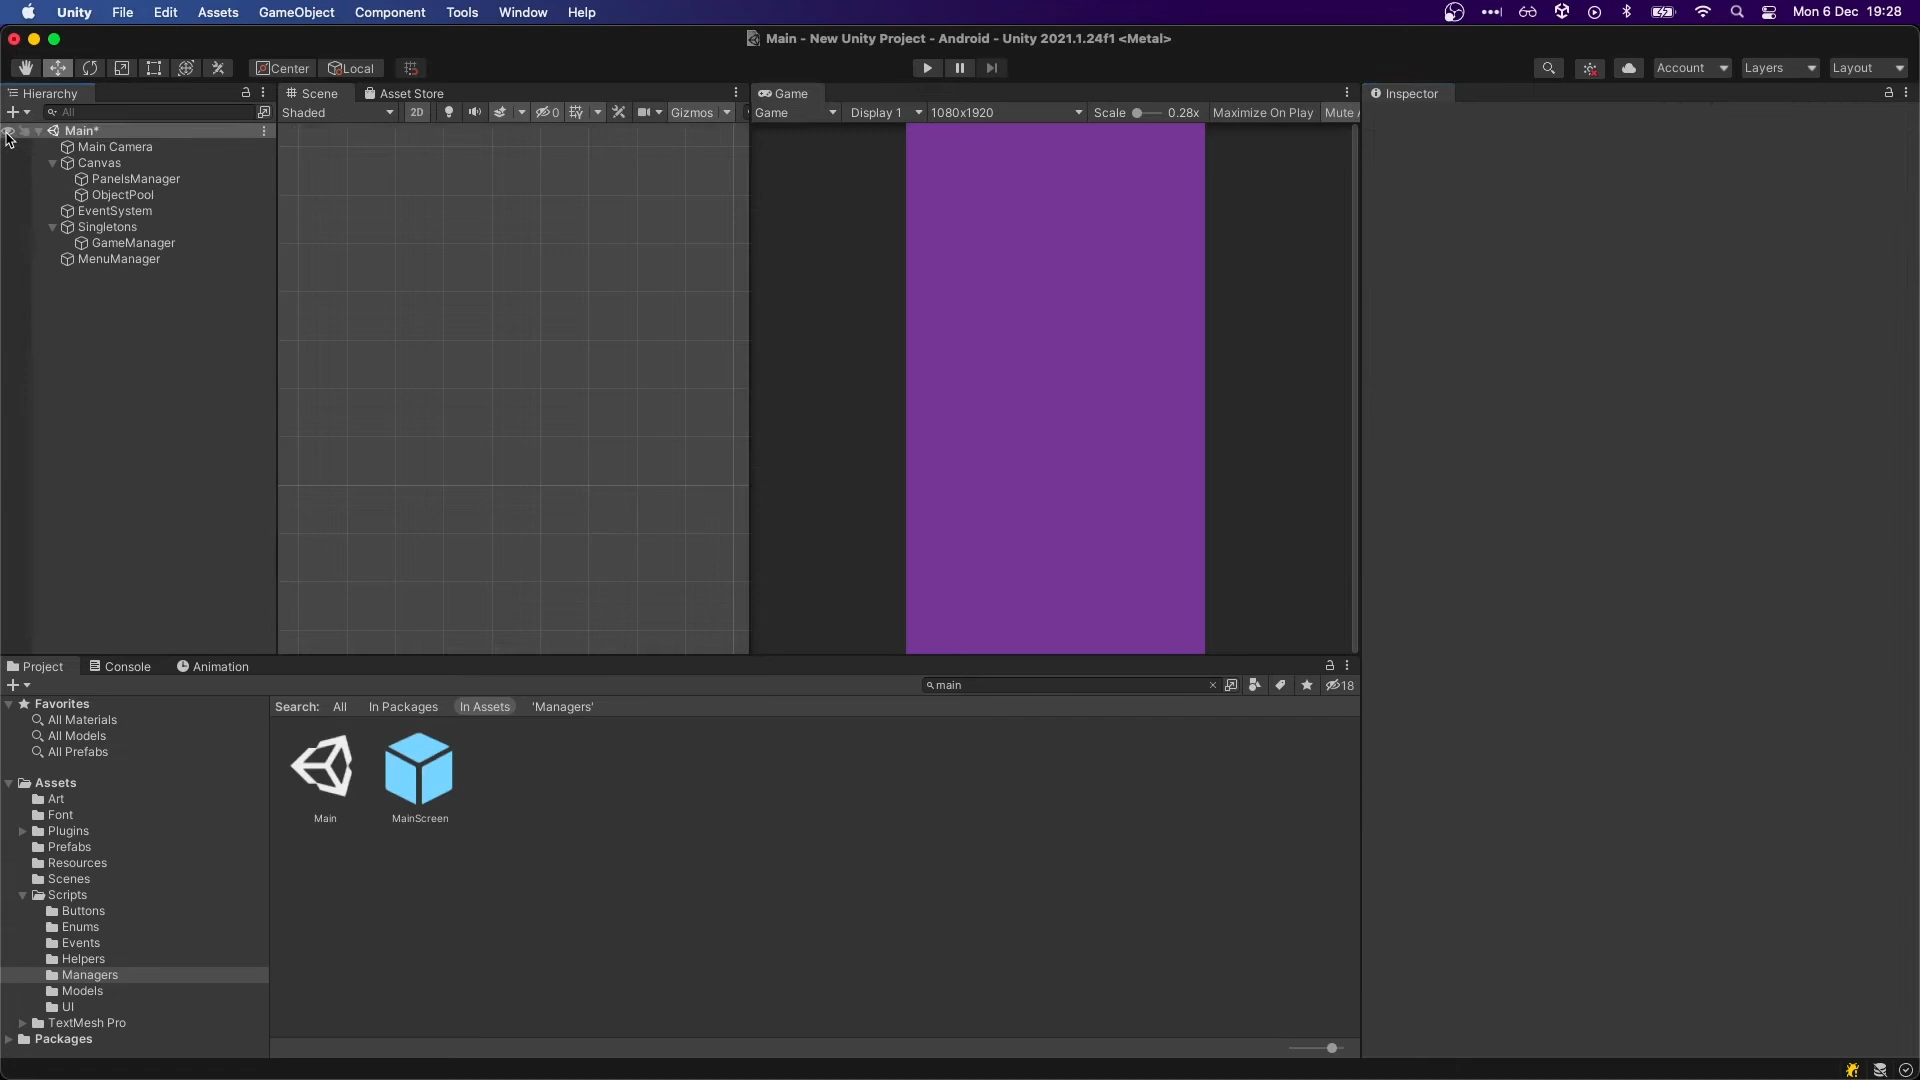 Unity File Edit Assets GameObject Component Tools Window Help Mon 6 Dec 19:28
Main - New Unity Project - Android - Unity 2021.1.24f1 <Metal>
Center Local Account Layers Layout
Hierarchy Scene Asset Store Game Inspector
All Shaded 2D 0 Gizmos Game Display 1 1080x1920 Scale 0.28x Maximize On Play Mute
Main*
Main Camera
Canvas
PanelsManager
ObjectPool
EventSystem
Singletons
GameManager
MenuManager
Project Console Animation
main 18
Favorites
All Materials
All Models
All Prefabs
Assets
Art
Font
Plugins
Prefabs
Resources
Scenes
Scripts
Buttons
Enums
Events
Helpers
Managers
Models
UI
TextMesh Pro
Packages
Search: All In Packages In Assets 'Managers'
Main MainScreen